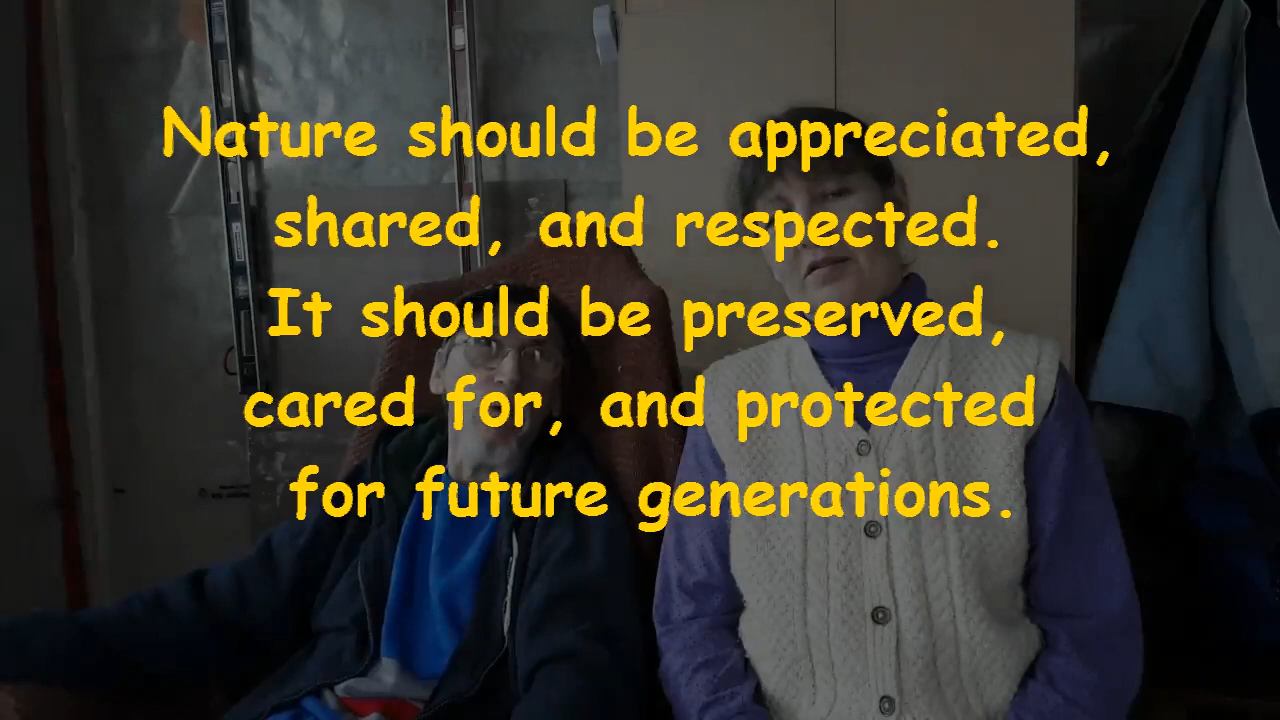 Nature should be appreciated,
shared, and respected.
It should be preserved,
cared for, and protected
for future generations.